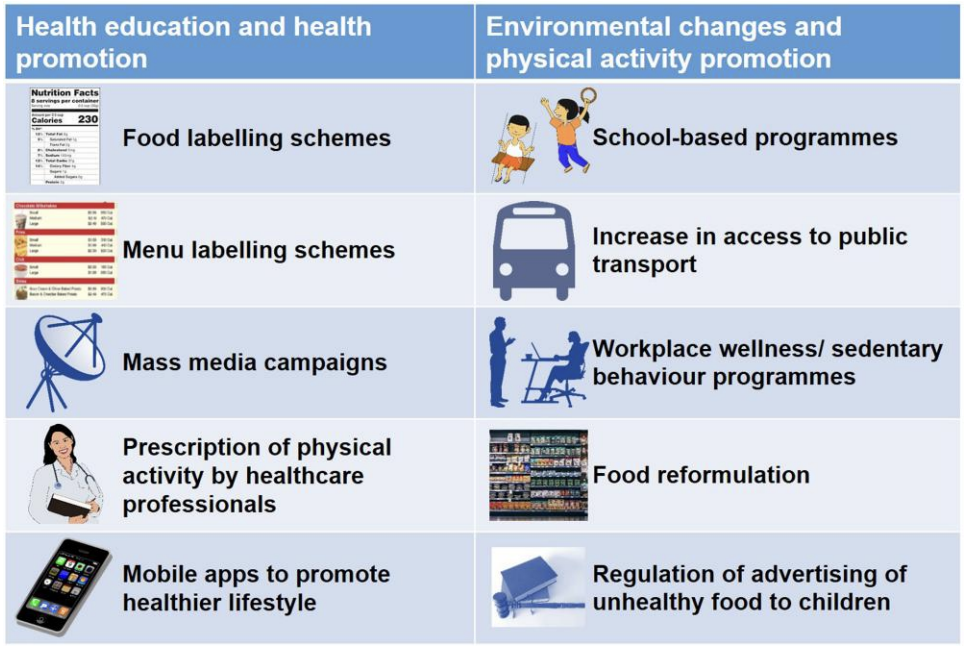 Health education and health
promotion
Environmental changes and
physical activity promotion
Nutrition Facts
8 servings per container
Calories 230
Food labelling schemes
School-based programmes
Menu labelling schemes
Increase in access to public
transport
Mass media campaigns
Workplace wellness/ sedentary
behaviour programmes
Prescription of physical
activity by healthcare
professionals
Food reformulation
Mobile apps to promote
healthier lifestyle
Regulation of advertising of
unhealthy food to children